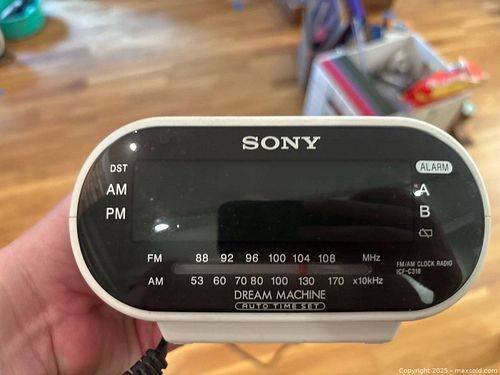 SONY
DST
ALARM
AM
A
PM
B
FM 88 92 96 100 104 108 MHz
FM/AM CLOCK RADIO
ICF-C318
AM 53 60 70 80 100 130 170 x10kHz
DREAM MACHINE
AUTO TIME SET
Copyright 2025 - maxsold.com